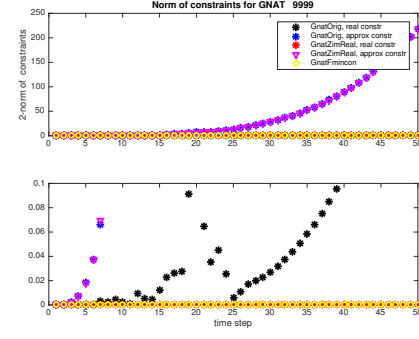 Norm of constraints for GNAT 9999
2-norm of constraints
250
200
150
100
50
0
GnatOrig, real constr
GnatOrig, approx constr
GnatZimReal, real constr
GnatZimReal, approx constr
GnatFmincon
0 5 10 15 20 25 30 35 40 45 50
time step
0.1
0.08
0.06
0.04
0.02
0
0 5 10 15 20 25 30 35 40 45 50
time step